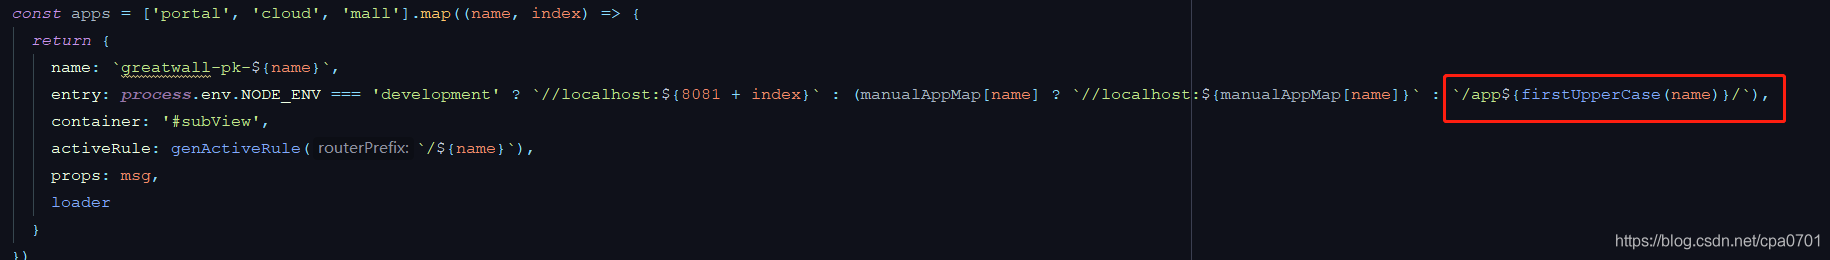 const apps = ['portal', 'cloud', 'mall'].map((name, index) => {
return {
name: `greatwall-pk-${name}`,
entry: process.env.NODE_ENV === 'development' ? `//localhost:${8081 + index}` : (manualAppMap[name] ? `//localhost:${manualAppMap[name]}` : `/app${firstUpperCase(name)}/`),
container: '#subView',
activeRule: genActiveRule( routerPrefix: `/${name}`),
props: msg,
loader
}
})
https://blog.csdn.net/cpa0701